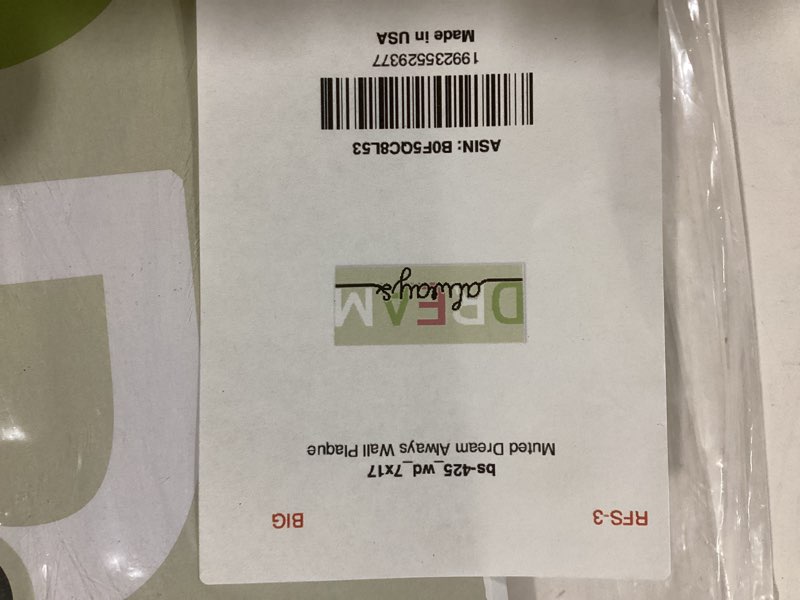 RFS-3 BIG
bs-425_wd_7x17
Muted Dream Always Wall Plaque
DREAM
always
ASIN: B0F5QC8L53
199235529377
Made in USA